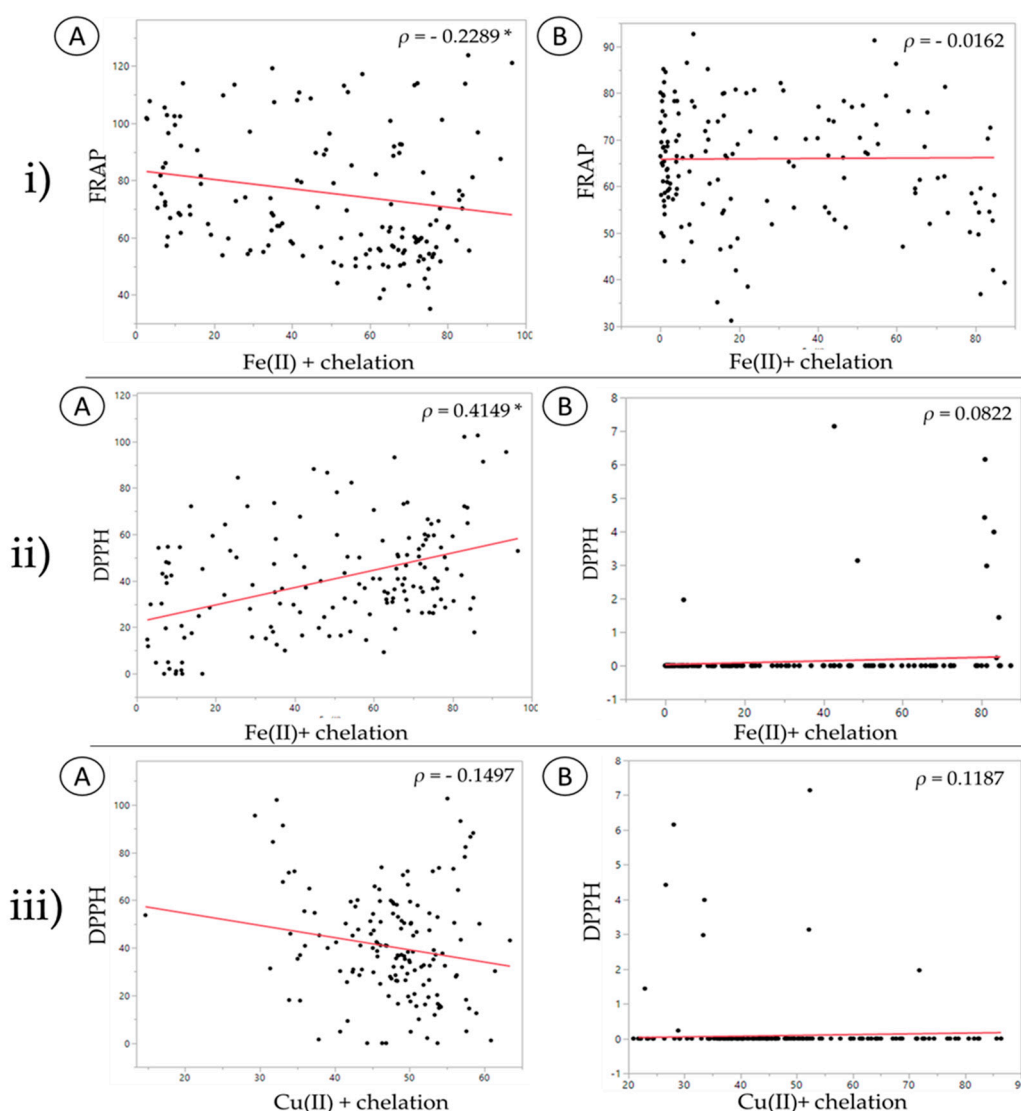 A
ρ = - 0.2289 *
120
100
80
60
40
FRAP
0 20 40 60 80 100
Fe(II) + chelation
i)
B
ρ = - 0.0162
90
80
70
60
50
40
30
FRAP
0 20 40 60 80
Fe(II)+ chelation
A
ρ = 0.4149 *
120
100
80
60
40
20
0
DPPH
0 20 40 60 80 100
Fe(II)+ chelation
ii)
B
ρ = 0.0822
8
7
6
5
4
3
2
1
0
-1
DPPH
0 20 40 60 80
Fe(II)+ chelation
A
ρ = - 0.1497
100
80
60
40
20
0
DPPH
20 30 40 50 60
Cu(II) + chelation
iii)
B
ρ = 0.1187
8
7
6
5
4
3
2
1
0
-1
DPPH
20 30 40 50 60 70 80
Cu(II)+ chelation